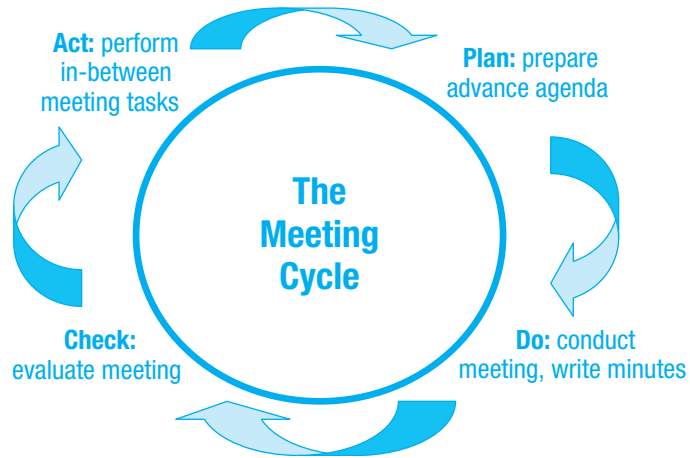 Act: perform
in-between
meeting tasks
Plan: prepare
advance agenda
The
Meeting
Cycle
Check:
evaluate meeting
Do: conduct
meeting, write minutes